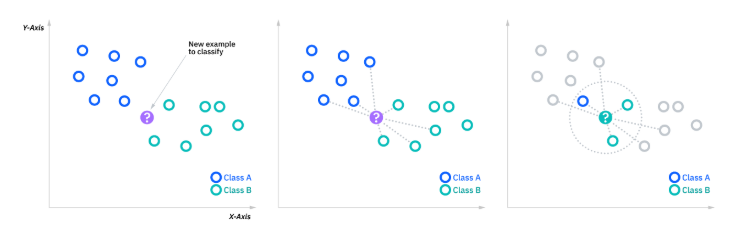 Y-Axis
New example
to classify
?
Class A
Class B
X-Axis
?
Class A
Class B
?
Class A
Class B